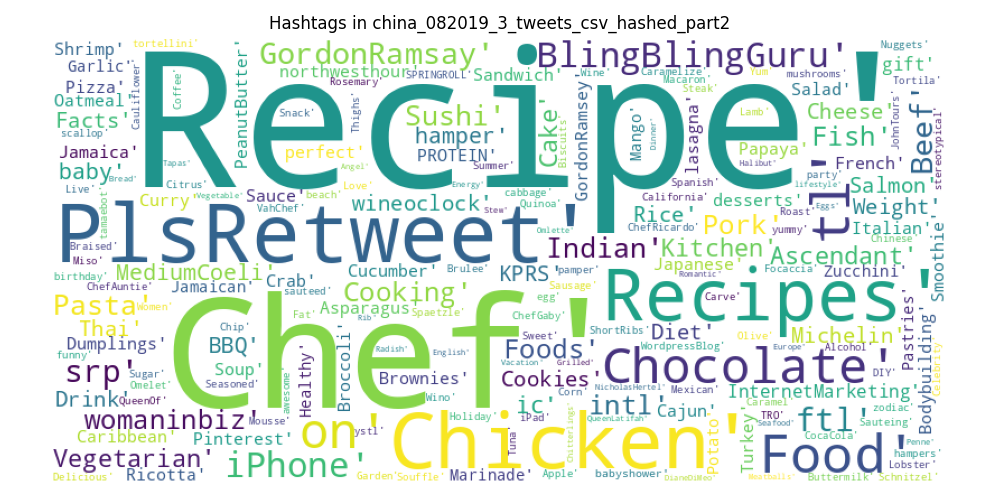 Hashtags in china_082019_3_tweets_csv_hashed_part2
Recipe'
Chef'
PlsRetweet'
Chicken'
Recipes'
Chocolate'
Food'
BlingBlingGuru'
GordonRamsay'
on'
ttl'
Shrimp'
tortellini'
Garlic'
Pizza'
Oatmeal'
Facts'
scallop'
Cauliflower'
Coffee'
PeanutButter'
northwesthour'
SPRINGROLL'
Rosemary'
Sandwich'
Wine'
Caramelize'
Macaron
Steak'
Yum'
mushrooms'
Nuggets'
gift'
Tortila'
Salad'
Snack'
Thighs'
Sushi'
hamper'
PROTEIN'
Cake'
Biscuits'
GordonRamsey'
Mango'
Dinner'
lasagna'
Lamb'
Cheese'
Fish'
JohnTours'
Beef'
stereotypical'
Jamaica'
baby'
Bread'
Tapas'
perfect'
Angel'
Summer'
Papaya'
Halibut'
party'
French'
Live'
tamaebot'
Citrus'
Energy'
cabbage'
Spanish'
lifestyle'
Salmon'
Curry'
rVegetable'
Sauce'
beach'
Love'
VahChef'
wineoclock'
Stew'
Quinoa'
California'
desserts'
Eggs'
Weight'
Rice'
ChefRicardo'
Pork'
Roast'
yummy'
Italian'
Omlette'
Braised'
Miso'
Indian'
Kitchen'
Ascendant'
Chinese
Smoothie'
birthday'
MediumCoeli'
Crab'
Cucumber'
Brulee'
KPRS'
pamper'
Japanese'
Romantic'
Focaccia'
Zucchini'
ChefAuntie'
Jamaican'
sauteed'
Cooking'
egg'
Sausage'
Carve'
Pasta'
Women'
Asparagus'
Spaetzle'
ChefGaby'
Thai'
Fat'
Rib'
Chip'
Sweet'
ShortRibs'
Diet'
Olive'
Michelin'
Pastries'
Bodybuilding'
Dumplings'
BBQ'
Broccoli'
Radish'
English'
Foods'
WordpressBlog'
Europe'
Alcohol'
funny'
Soup'
Vacation'
Grilled'
srp'
Sugar'
Seasoned'
awesome'
Healthy'
Brownies'
Cookies'
NicholasHertel'
DIY'
Celebrity'
Omelet'
Wino'
Corn'
Mexican'
InternetMarketing'
Drink'
QueenOf'
iPad'
ic'
intl'
Caramel'
zodiac'
womaninbiz'
Mousse'
Holiday'
Chitterlings'
QueenLatifah'
Cajun'
TRO'
ftl'
Sauteing'
Caribbean'
Pinterest'
ystl'
Tuna'
Potato'
Turkey'
Seafood'
CocaCola'
Penne'
Vegetarian'
iPhone'
hampers'
Lobster'
Delicious'
Ricotta'
Garden'
Souffle'
Marinade'
Apple'
babyshower'
DianeDiMeo'
Meatballs'
Buttermilk'
Schnitzel'